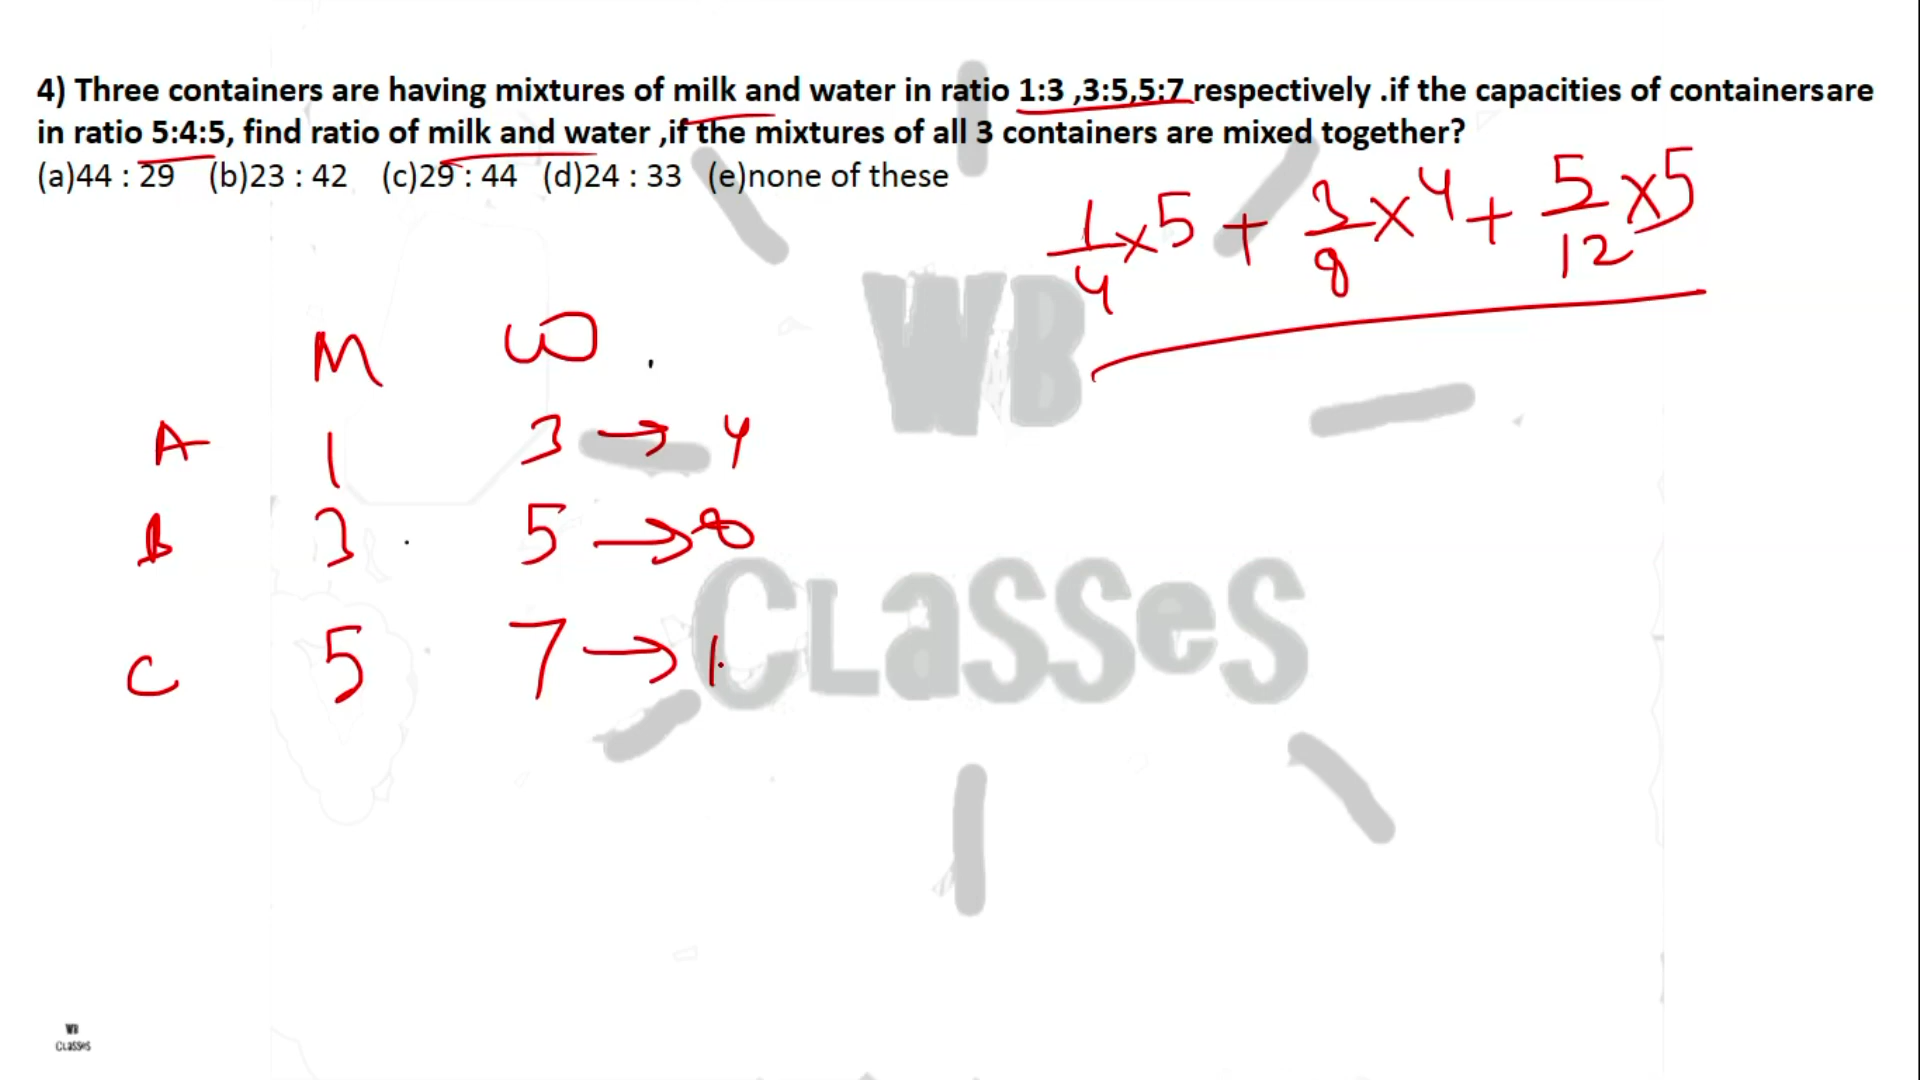 4) Three containers are having mixtures of milk and water in ratio 1:3 ,3:5,5:7 respectively .if the capacities of containersare
in ratio 5:4:5, find ratio of milk and water ,if the mixtures of all 3 containers are mixed together?
(a)44 : 29 (b)23 : 42 (c)29 : 44 (d)24 : 33 (e)none of these
1/4 x 5 + 3/8 x 4 + 5/12 x 5
M W
A 1 3 → 4
B 3 5 → 8
C 5 7 → 1
WB
CLasses
WB
CLasses